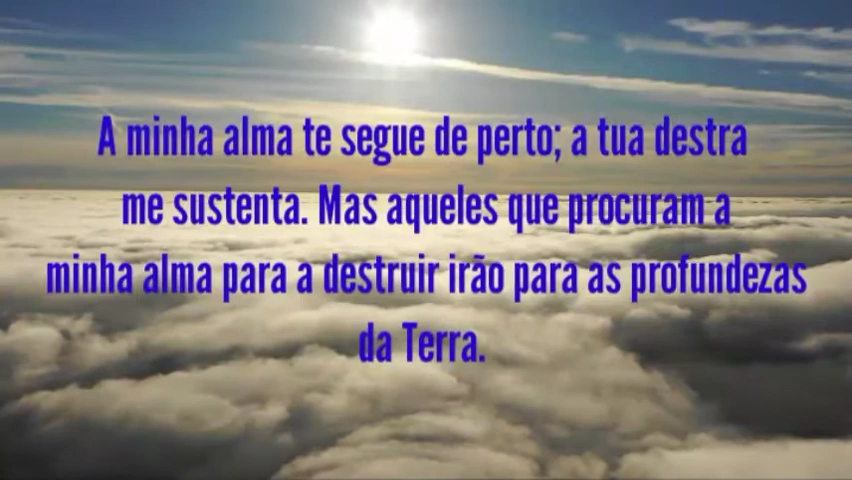 A minha alma te segue de perto; a tua destra
me sustenta. Mas aqueles que procuram a
minha alma para a destruir irão para as profundezas
da Terra.